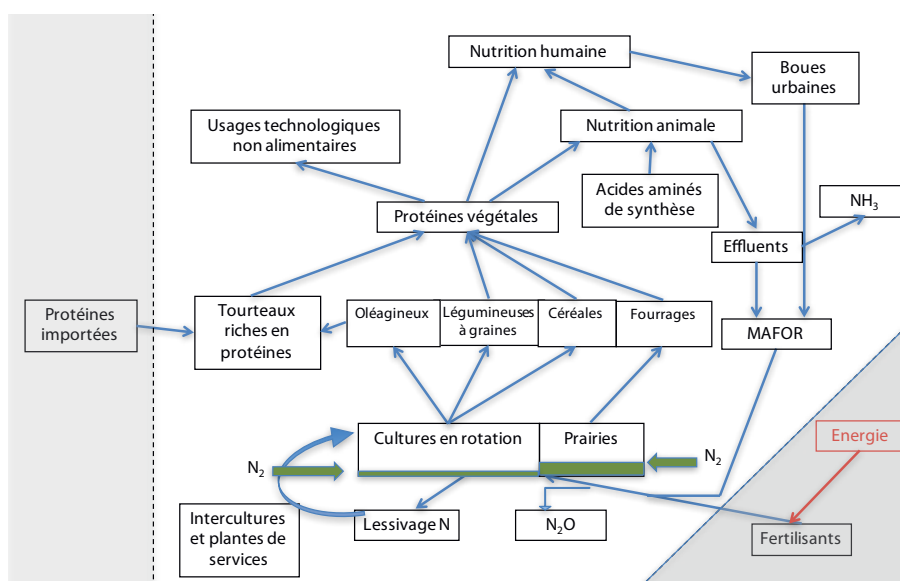 Nutrition humaine
Boues
urbaines
Usages technologiques
non alimentaires
Nutrition animale
Acides aminés
de synthèse
NH₃
Protéines végétales
Effluents
Protéines
importées
Tourteaux
riches en
protéines
Oléagineux
Légumineuses
à graines
Céréales
Fourrages
MAFOR
Cultures en rotation
Prairies
Energie
N₂
N₂
Intercultures
et plantes de
services
Lessivage N
N₂O
Fertilisants